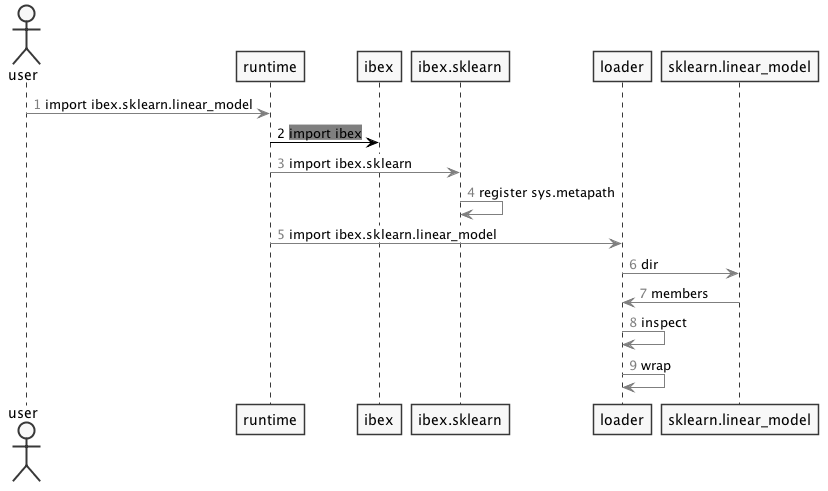 user
runtime
ibex
ibex.sklearn
loader
sklearn.linear_model
1 import ibex.sklearn.linear_model
2 import ibex
3 import ibex.sklearn
4 register sys.metapath
5 import ibex.sklearn.linear_model
6 dir
7 members
8 inspect
9 wrap
user
runtime
ibex
ibex.sklearn
loader
sklearn.linear_model